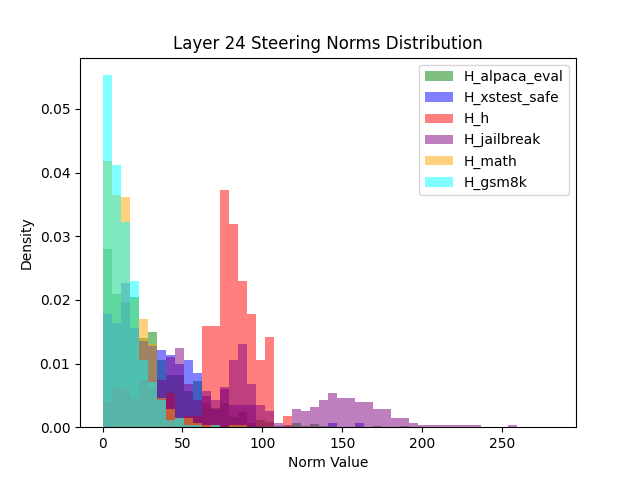 Layer 24 Steering Norms Distribution
H_alpaca_eval
H_xstest_safe
H_h
H_jailbreak
H_math
H_gsm8k
Density
0.05
0.04
0.03
0.02
0.01
0.00
0
50
100
150
200
250
Norm Value